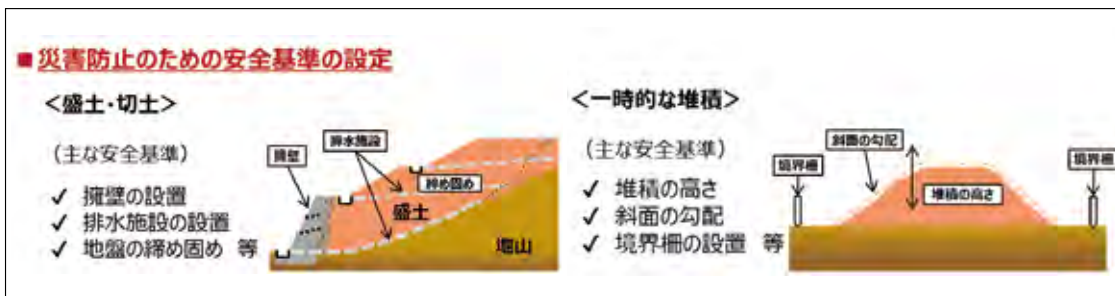 ■災害防止のための安全基準の設定
＜盛土・切土＞
（主な安全基準）
✓ 擁壁の設置
✓ 排水施設の設置
✓ 地盤の締め固め 等
擁壁
排水施設
締め固め
盛土
地山
＜一時的な堆積＞
（主な安全基準）
✓ 堆積の高さ
✓ 斜面の勾配
✓ 境界柵の設置 等
境界柵
斜面の勾配
堆積の高さ
境界柵